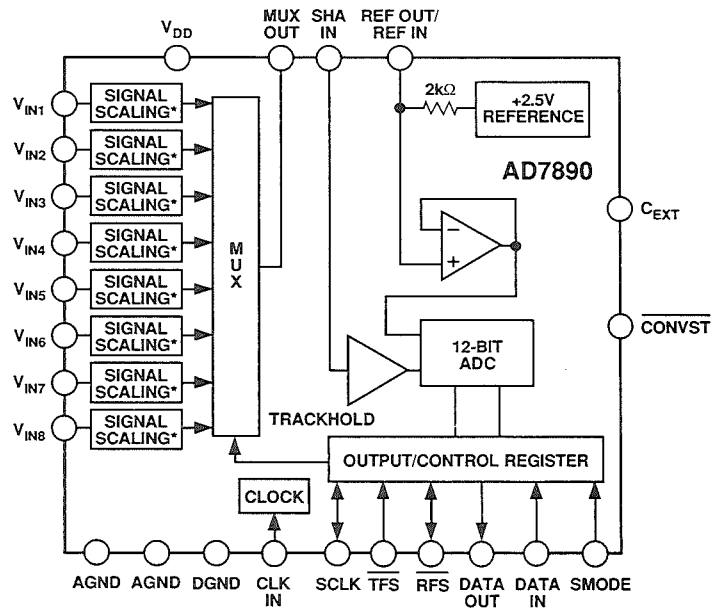 V_DD
MUX OUT
SHA IN
REF OUT/
REF IN
V_IN1
SIGNAL
SCALING*
V_IN2
SIGNAL
SCALING*
V_IN3
SIGNAL
SCALING*
V_IN4
SIGNAL
SCALING*
V_IN5
SIGNAL
SCALING*
V_IN6
SIGNAL
SCALING*
V_IN7
SIGNAL
SCALING*
V_IN8
SIGNAL
SCALING*
MUX
2kΩ
+2.5V
REFERENCE
AD7890
−
+
C_EXT
CONVST
12-BIT
ADC
TRACKHOLD
OUTPUT/CONTROL REGISTER
CLOCK
AGND
AGND
DGND
CLK
IN
SCLK
TFS
RFS
DATA
OUT
DATA
IN
SMODE